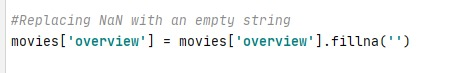 #Replacing NaN with an empty string
movies['overview'] = movies['overview'].fillna('')